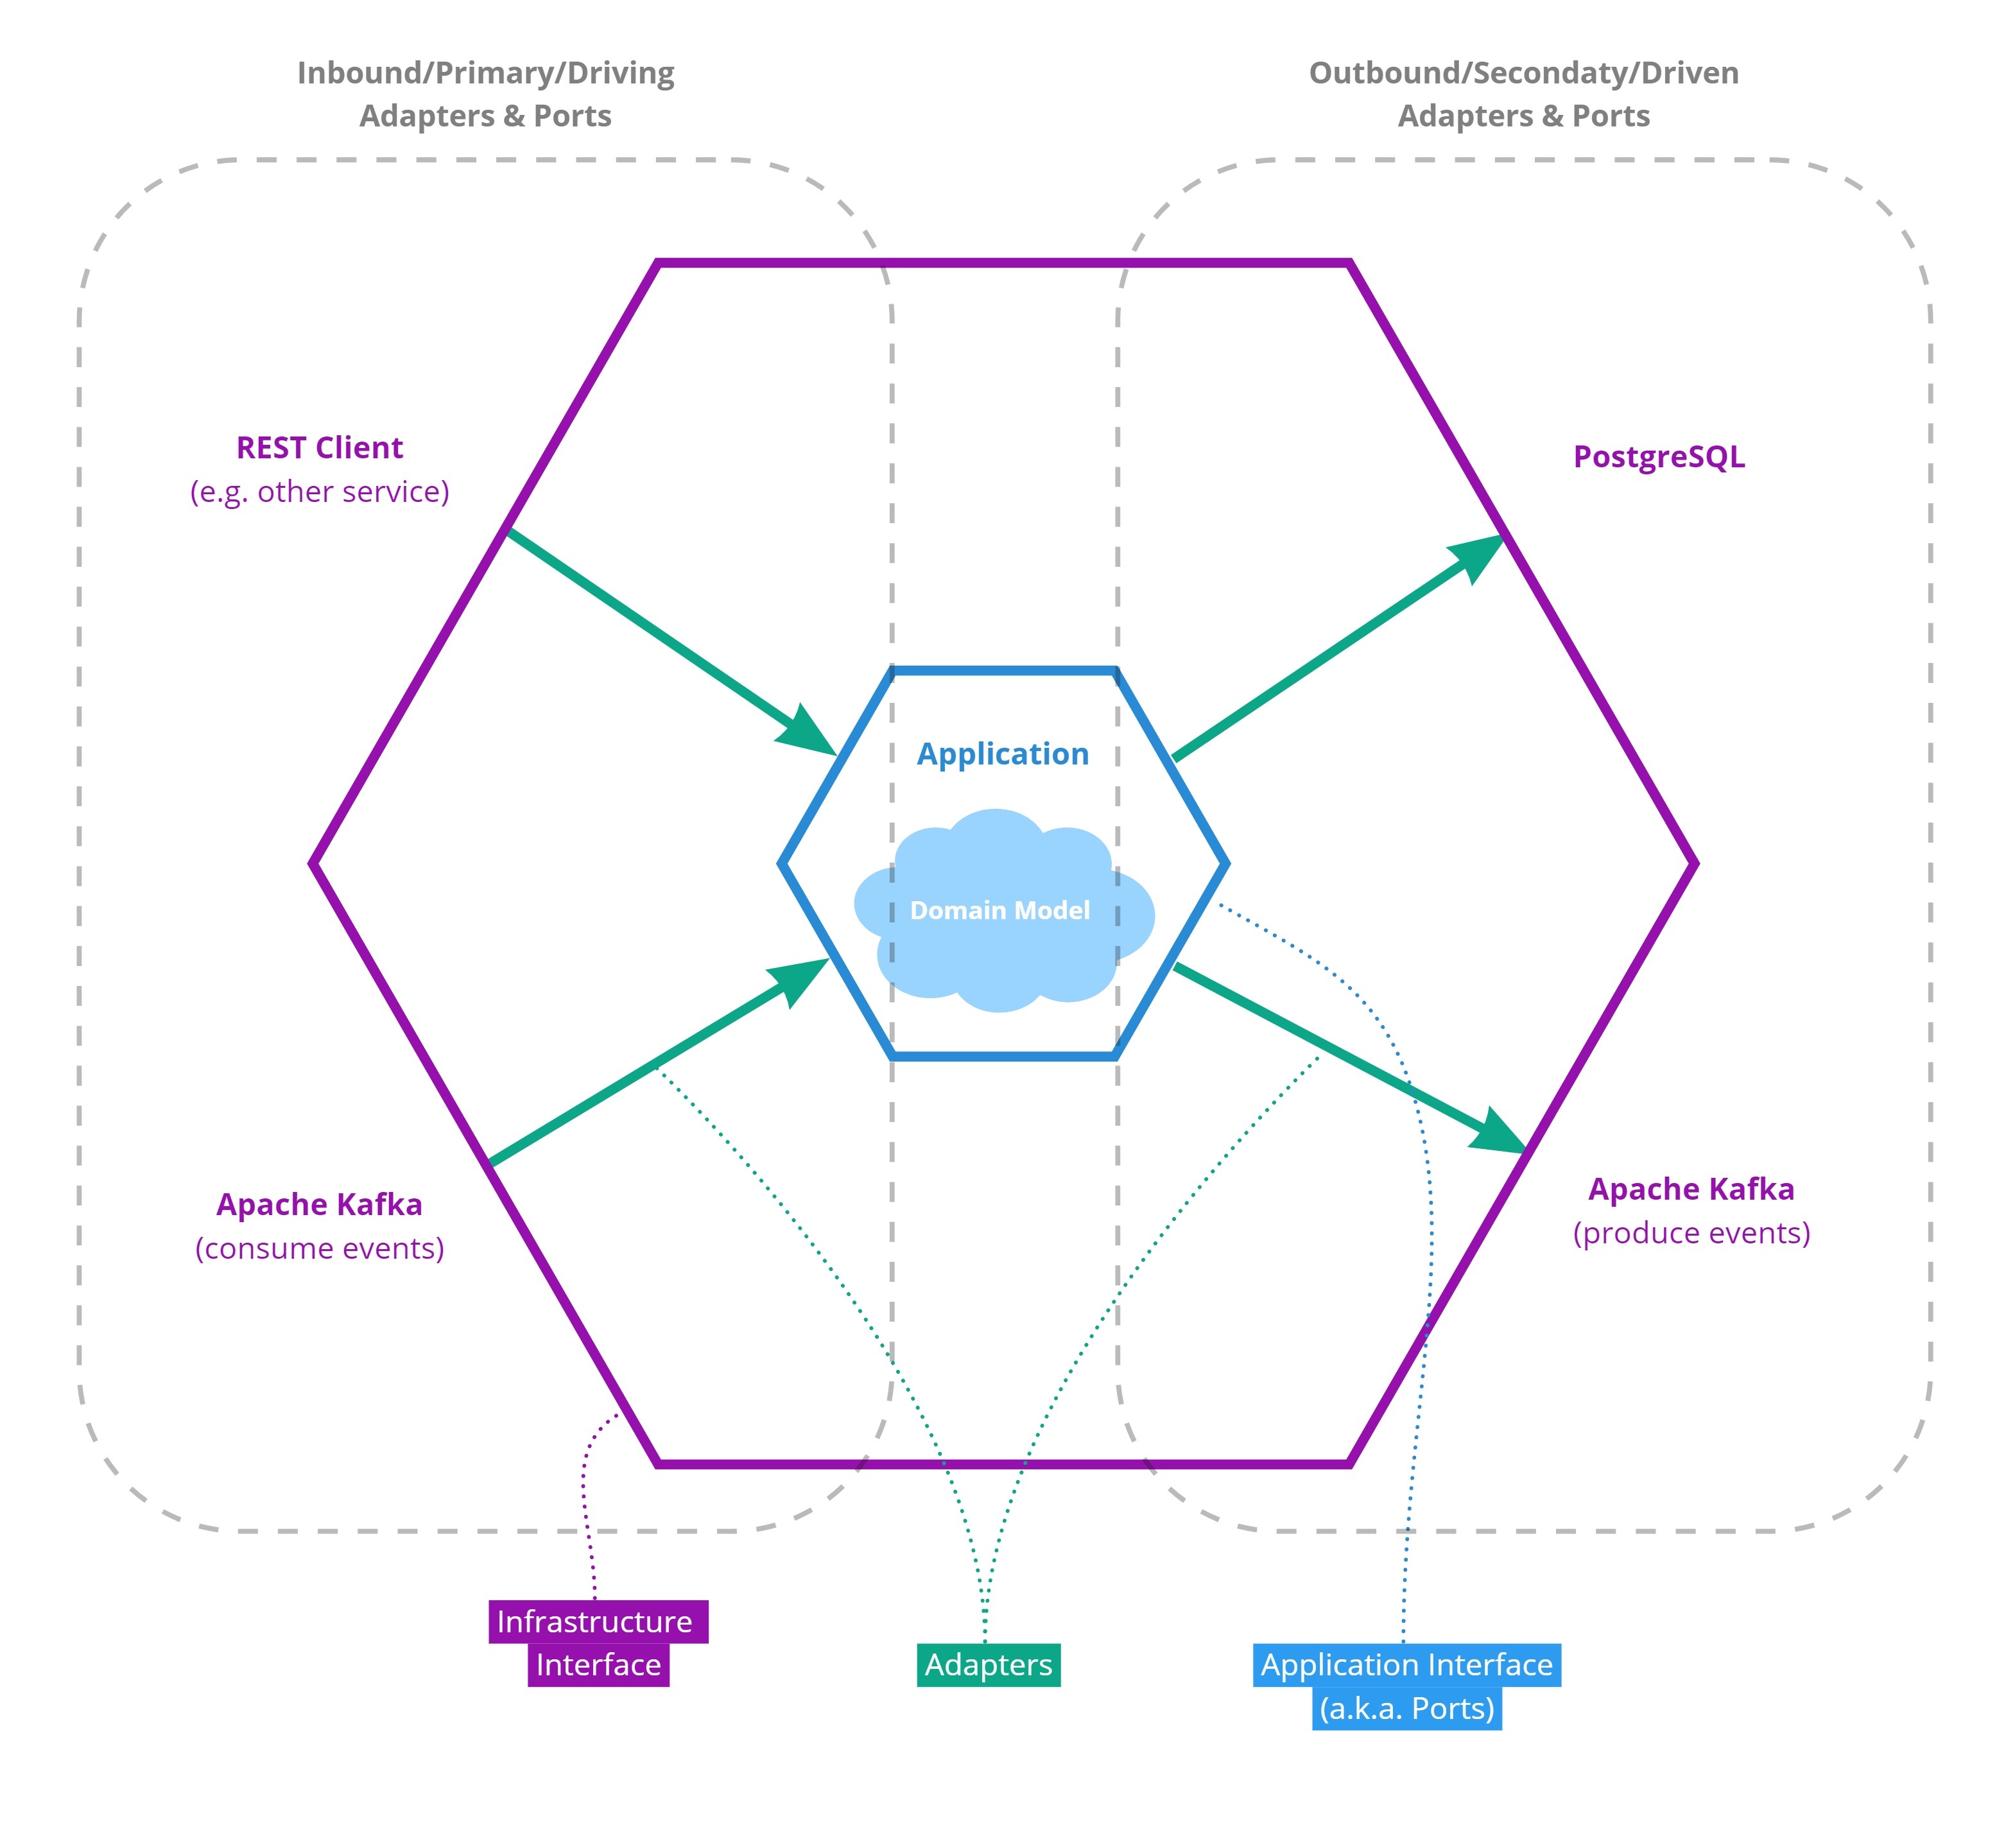 Inbound/Primary/Driving
Adapters & Ports
Outbound/Secondaty/Driven
Adapters & Ports
REST Client
(e.g. other service)
PostgreSQL
Application
Domain Model
Apache Kafka
(consume events)
Apache Kafka
(produce events)
Infrastructure
Interface
Adapters
Application Interface
(a.k.a. Ports)